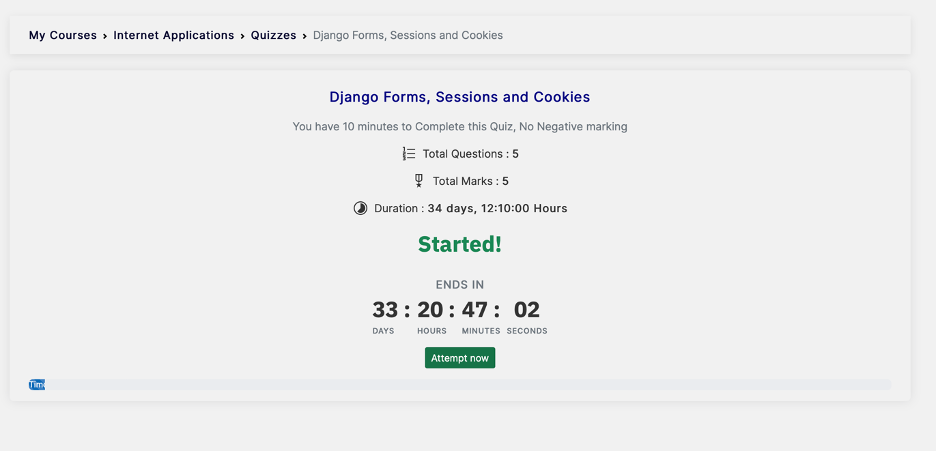 My Courses › Internet Applications › Quizzes › Django Forms, Sessions and Cookies
Django Forms, Sessions and Cookies
You have 10 minutes to Complete this Quiz, No Negative marking
Total Questions : 5
Total Marks : 5
Duration : 34 days, 12:10:00 Hours
Started!
ENDS IN
33 : 20 : 47 : 02
DAYS HOURS MINUTES SECONDS
Attempt now